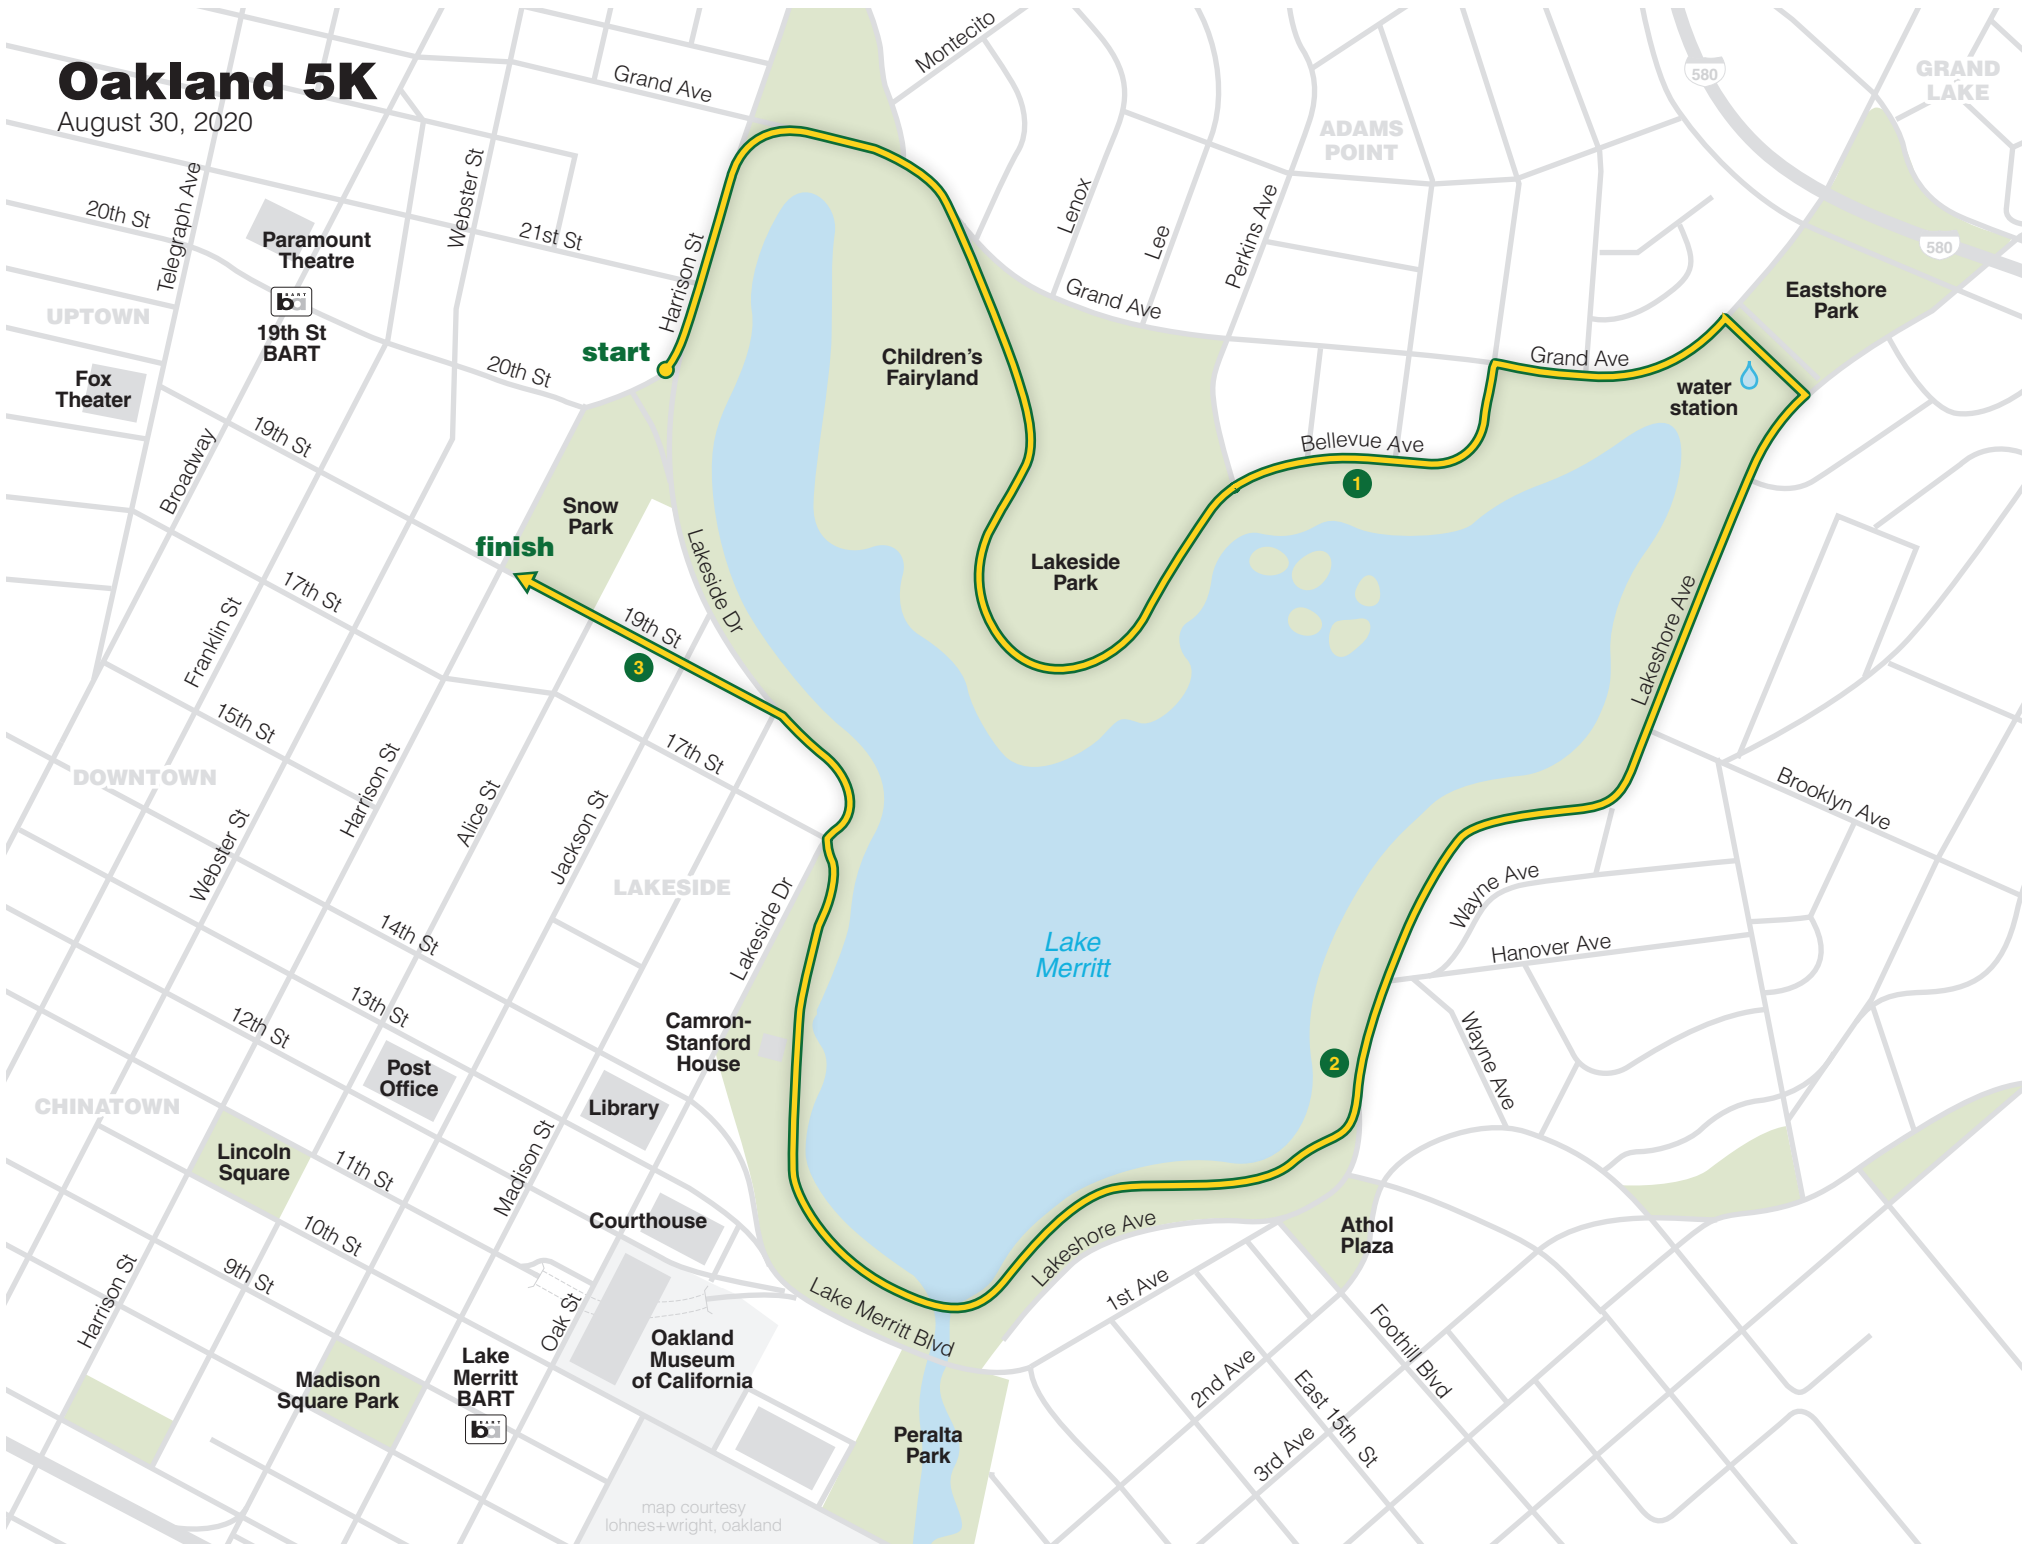 Oakland 5K
August 30, 2020
Grand Ave
Montecito
580
GRAND
LAKE
ADAMS
POINT
20th St
Telegraph Ave
Paramount
Theatre
Webster St
21st St
Harrison St
Lenox
Lee
Perkins Ave
Grand Ave
580
Eastshore
Park
UPTOWN
BART
ba
19th St
BART
start
20th St
Fox
Theater
Children's
Fairyland
Grand Ave
water
station
Broadway
19th St
Bellevue Ave
1
Snow
Park
finish
Lakeside Dr
Lakeside
Park
17th St
Franklin St
19th St
3
Lakeshore Ave
15th St
17th St
DOWNTOWN
Harrison St
Alice St
Jackson St
Webster St
Brooklyn Ave
LAKESIDE
Lakeside Dr
14th St
Lake
Merritt
Wayne Ave
Hanover Ave
13th St
12th St
Camron-
Stanford
House
Wayne Ave
2
Post
Office
Library
CHINATOWN
Lincoln
Square
11th St
Madison St
10th St
Courthouse
Lakeshore Ave
Athol
Plaza
9th St
Harrison St
Oak St
Lake Merritt Blvd
1st Ave
Oakland
Museum
of California
Foothill Blvd
Madison
Square Park
Lake
Merritt
BART
BART
ba
2nd Ave
East 15th St
3rd Ave
Peralta
Park
map courtesy
lohnes+wright, oakland